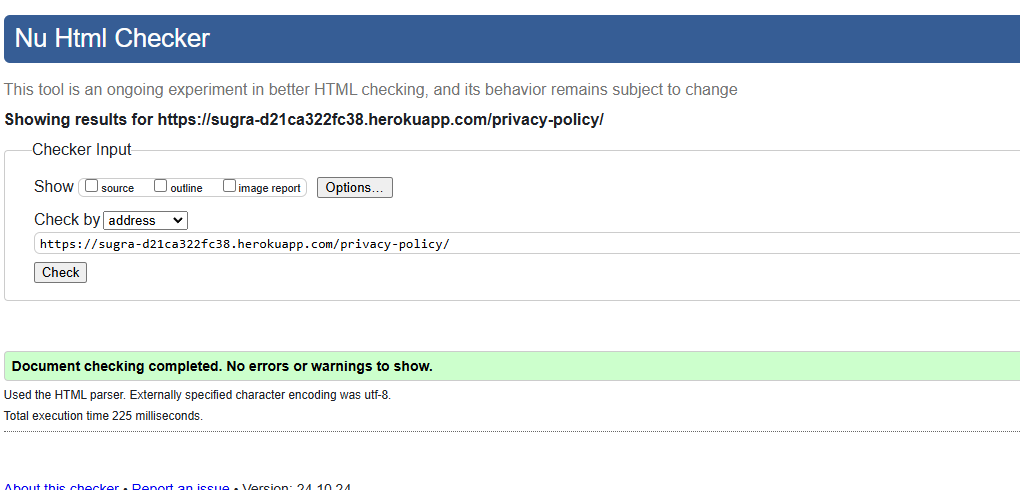 Nu Html Checker
This tool is an ongoing experiment in better HTML checking, and its behavior remains subject to change
Showing results for https://sugra-d21ca322fc38.herokuapp.com/privacy-policy/
Checker Input
Show source outline image report Options...
Check by address
https://sugra-d21ca322fc38.herokuapp.com/privacy-policy/
Check
Document checking completed. No errors or warnings to show.
Used the HTML parser. Externally specified character encoding was utf-8.
Total execution time 225 milliseconds.
About this checker • Report an issue • Version: 24.10.24